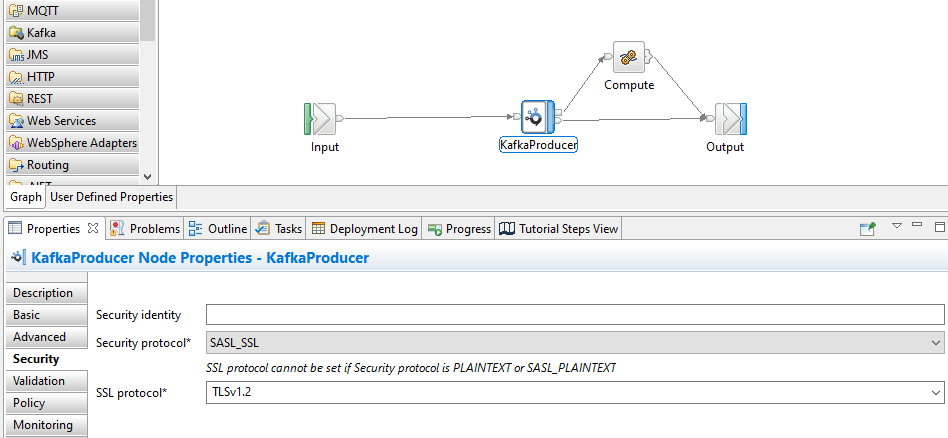 MQTT
Kafka
JMS
HTTP
REST
Web Services
WebSphere Adapters
Routing
.NET
Input
KafkaProducer
Compute
Output
Graph
User Defined Properties
Properties
Problems
Outline
Tasks
Deployment Log
Progress
Tutorial Steps View
KafkaProducer Node Properties - KafkaProducer
Description
Basic
Advanced
Security
Validation
Policy
Monitoring
Security identity
Security protocol*
SASL_SSL
SSL protocol cannot be set if Security protocol is PLAINTEXT or SASL_PLAINTEXT
SSL protocol*
TLSv1.2